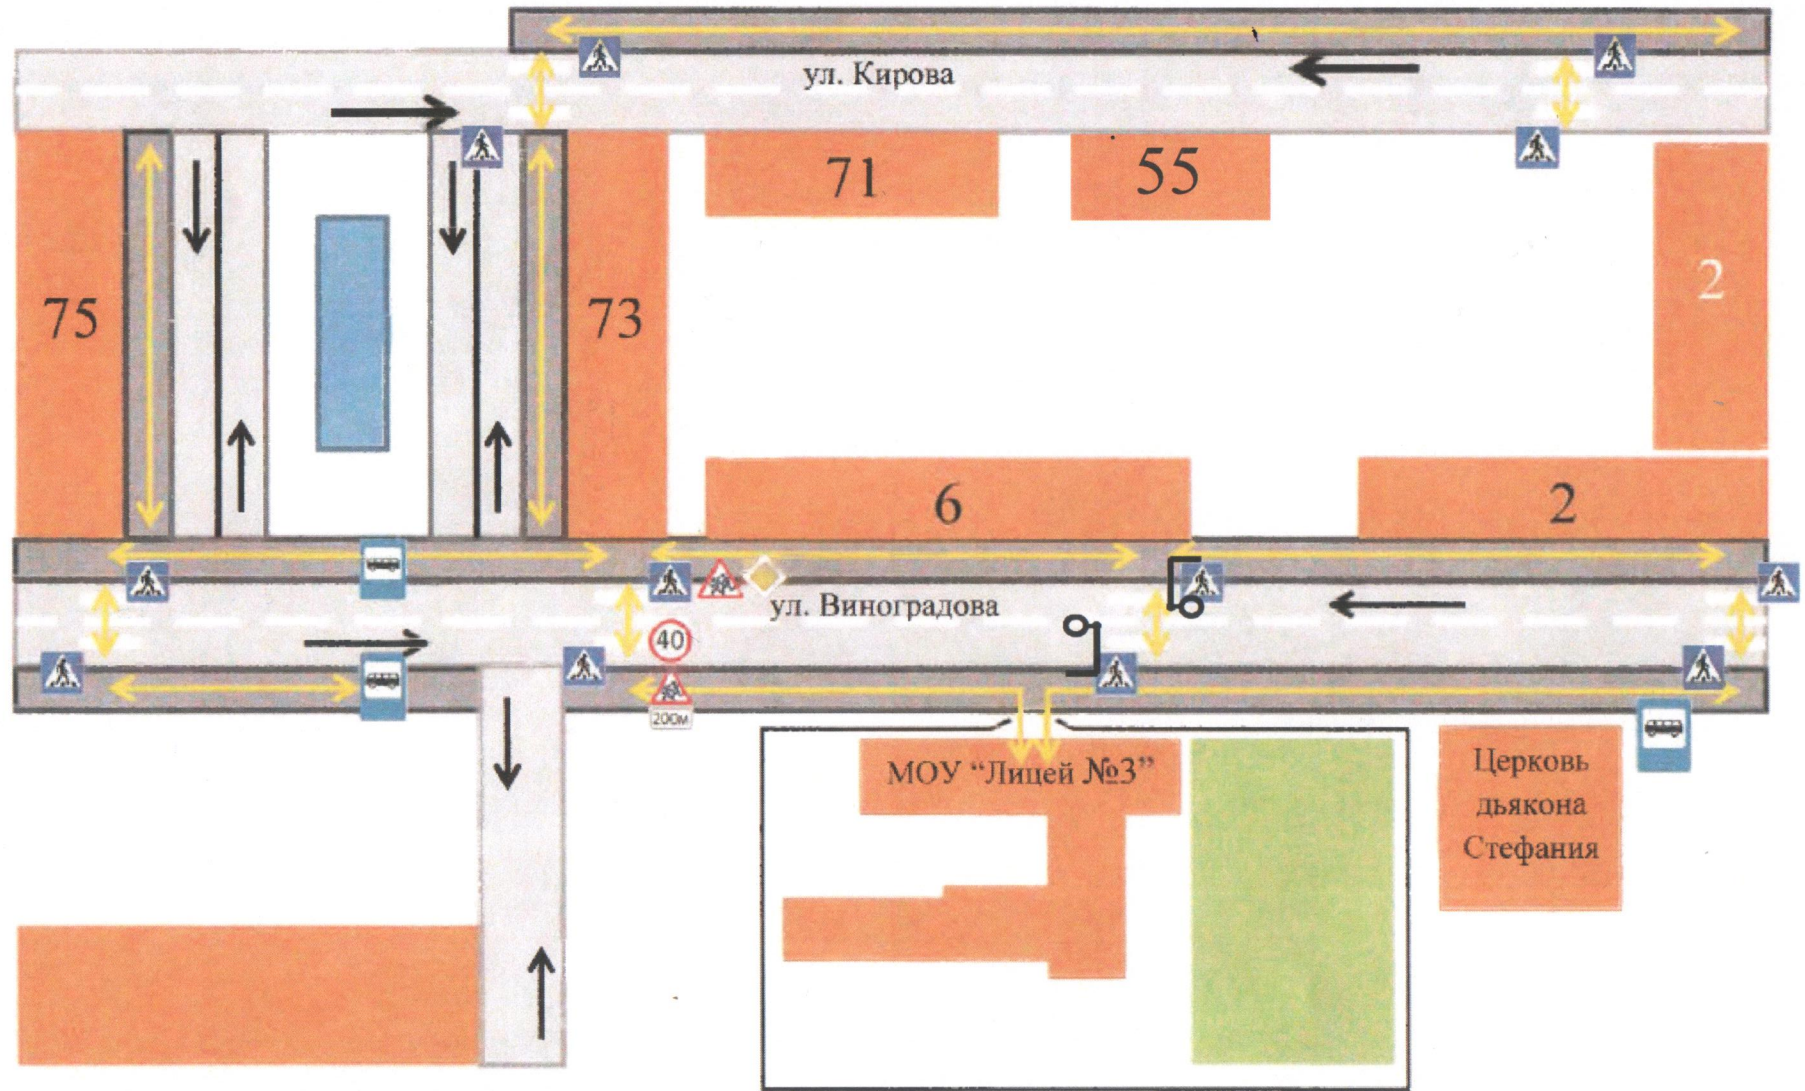 ул. Кирова
71
55
2
75
73
6
2
ул. Виноградова
40
200м
МОУ “Лицей №3”
Церковь
дьякона
Стефания